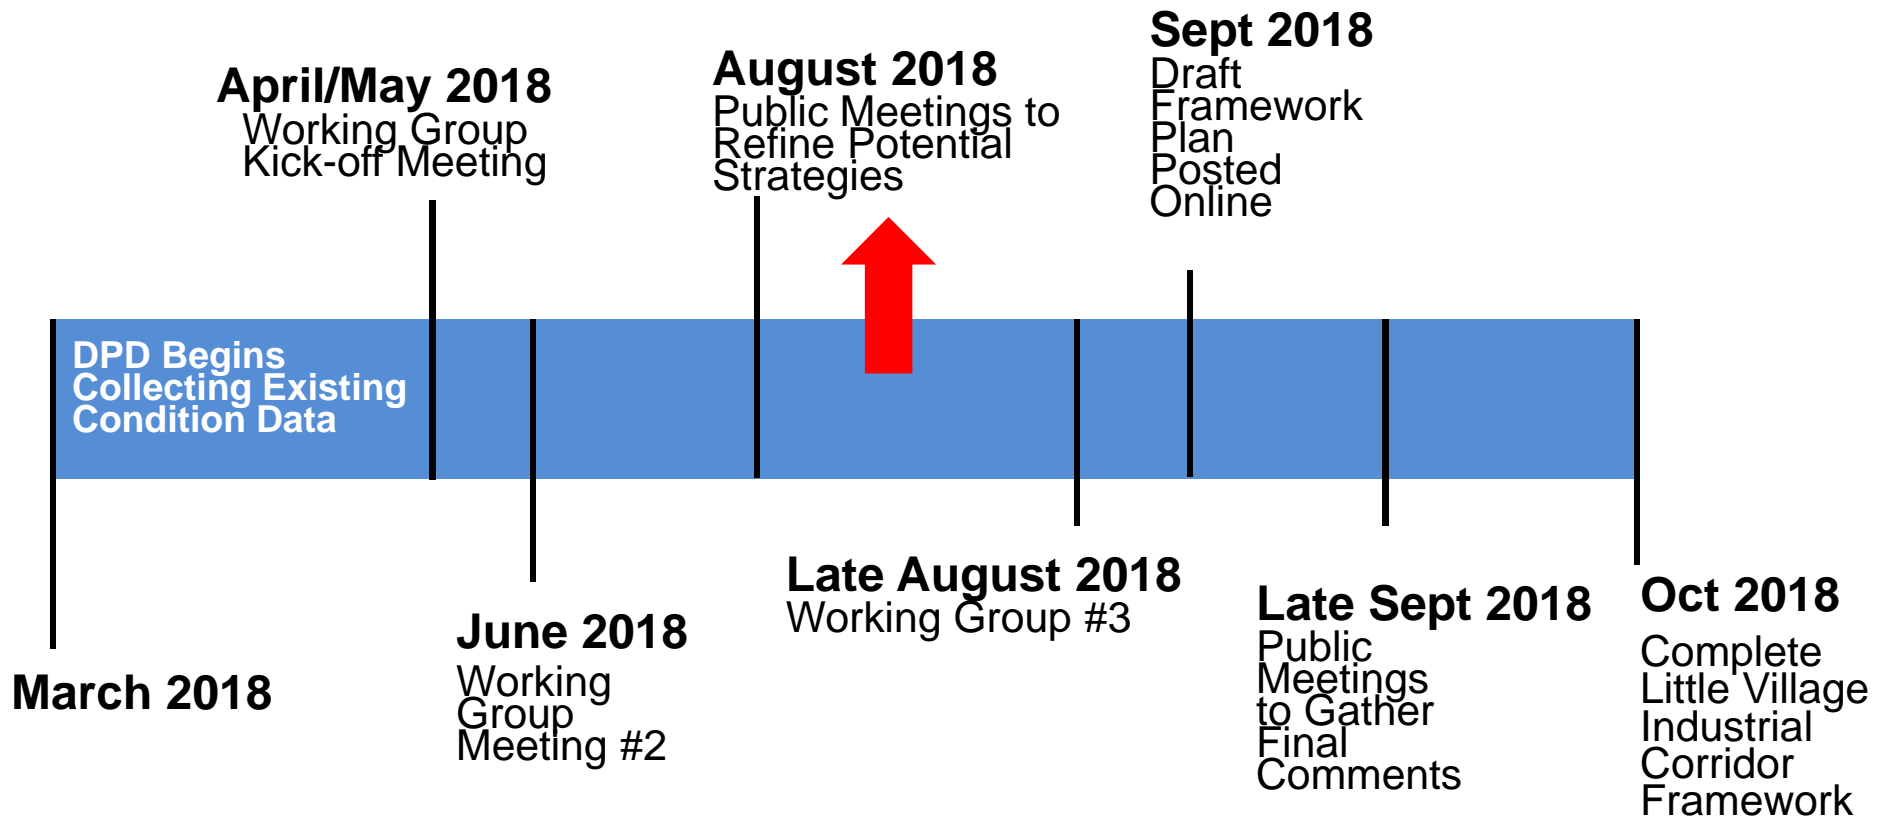 April/May 2018
Working Group
Kick-off Meeting
August 2018
Public Meetings to
Refine Potential
Strategies
Sept 2018
Draft
Framework
Plan
Posted
Online
DPD Begins
Collecting Existing
Condition Data
March 2018
June 2018
Working
Group
Meeting #2
Late August 2018
Working Group #3
Late Sept 2018
Public
Meetings
to Gather
Final
Comments
Oct 2018
Complete
Little Village
Industrial
Corridor
Framework